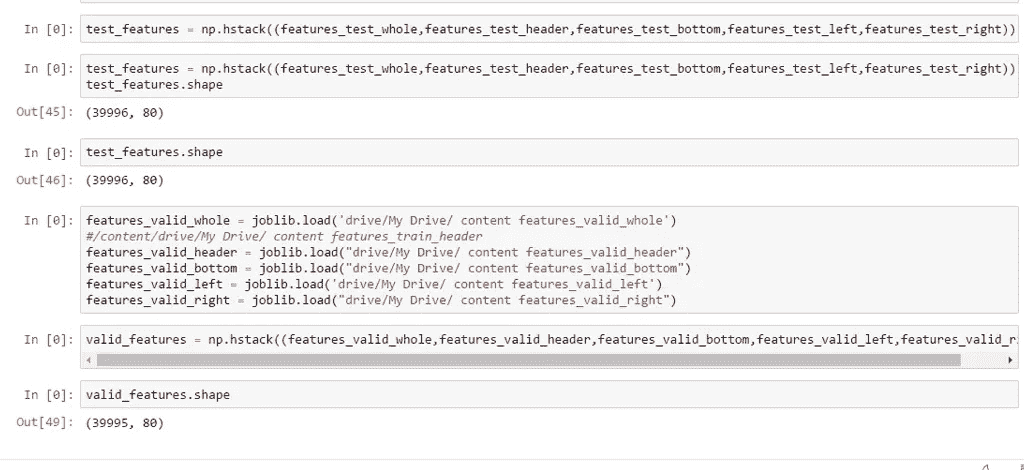 In [0]: test_features = np.hstack((features_test_whole,features_test_header,features_test_bottom,features_test_left,features_test_right))
In [0]: test_features = np.hstack((features_test_whole,features_test_header,features_test_bottom,features_test_left,features_test_right))
test_features.shape
Out[45]: (39996, 80)
In [0]: test_features.shape
Out[46]: (39996, 80)
In [0]: features_valid_whole = joblib.load('drive/My Drive/ content features_valid_whole')
#/content/drive/My Drive/ content features_train_header
features_valid_header = joblib.load("drive/My Drive/ content features_valid_header")
features_valid_bottom = joblib.load("drive/My Drive/ content features_valid_bottom")
features_valid_left = joblib.load('drive/My Drive/ content features_valid_left')
features_valid_right = joblib.load("drive/My Drive/ content features_valid_right")
In [0]: valid_features = np.hstack((features_valid_whole,features_valid_header,features_valid_bottom,features_valid_left,features_valid_r
In [0]: valid_features.shape
Out[49]: (39995, 80)